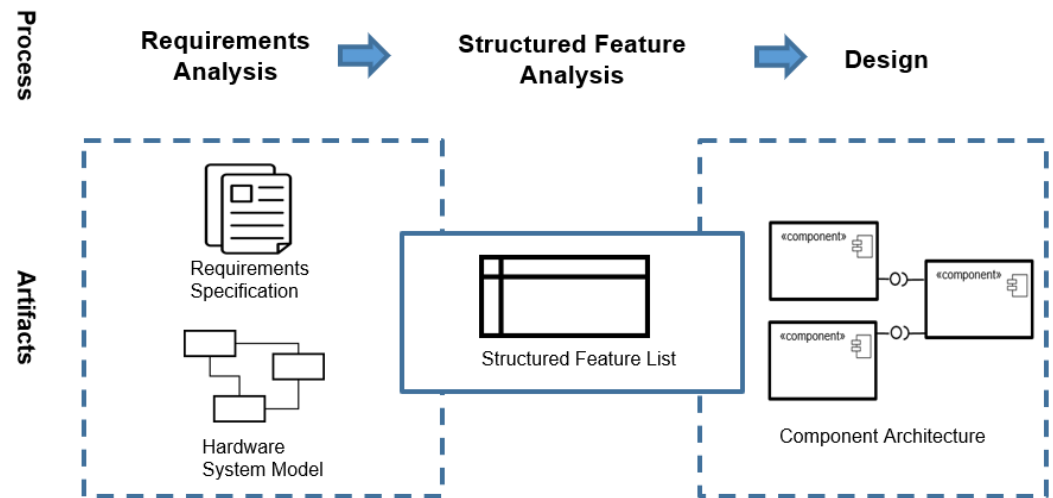 Process
Requirements
Analysis
Structured Feature
Analysis
Design
Artifacts
Requirements
Specification
Hardware
System Model
Structured Feature List
«component»
«component»
«component»
Component Architecture